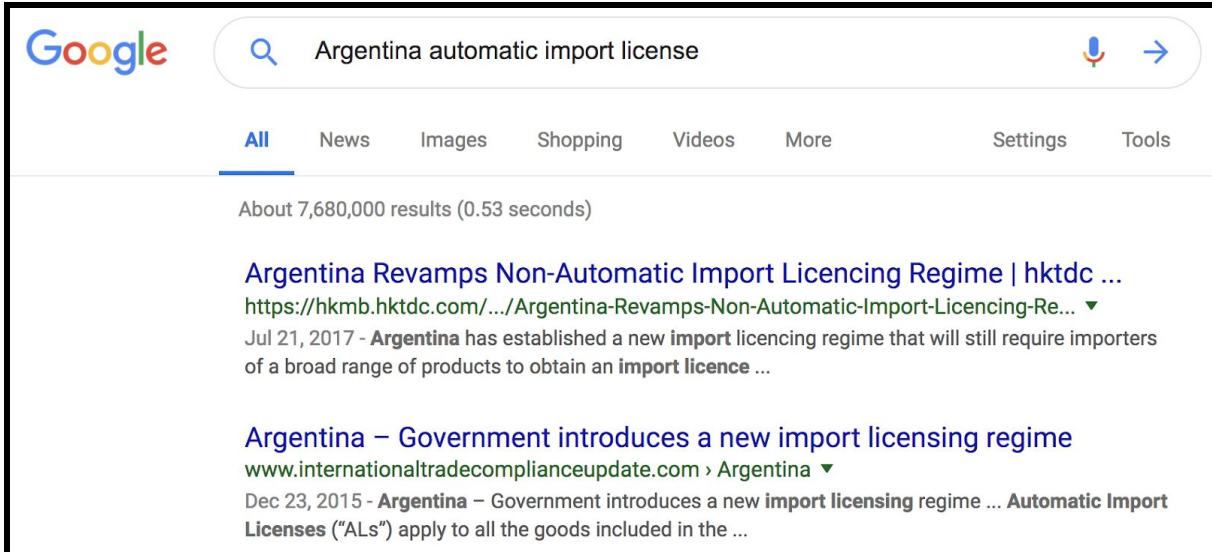 Google
Argentina automatic import license
All News Images Shopping Videos More Settings Tools
About 7,680,000 results (0.53 seconds)
Argentina Revamps Non-Automatic Import Licencing Regime | hktdc ...
https://hkmb.hktdc.com/.../Argentina-Revamps-Non-Automatic-Import-Licencing-Re... ▼
Jul 21, 2017 - Argentina has established a new import licencing regime that will still require importers
of a broad range of products to obtain an import licence ...
Argentina – Government introduces a new import licensing regime
www.internationaltradecomplianceupdate.com › Argentina ▼
Dec 23, 2015 - Argentina – Government introduces a new import licensing regime ... Automatic Import
Licenses (“ALs”) apply to all the goods included in the ...